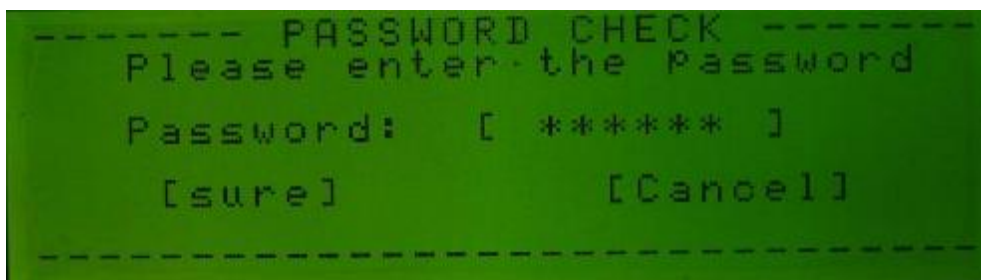 ------- PASSWORD CHECK -------
Please enter the password
Password: [ ****** ]
[sure] [Cancel]
------------------------------